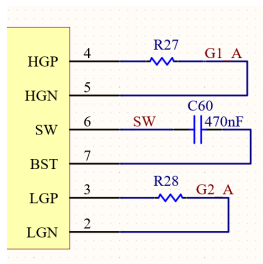 HGP 4 R27 G1_A
HGN 5
C60
SW 6 SW 470nF
BST 7
LGP 3 R28 G2_A
LGN 2